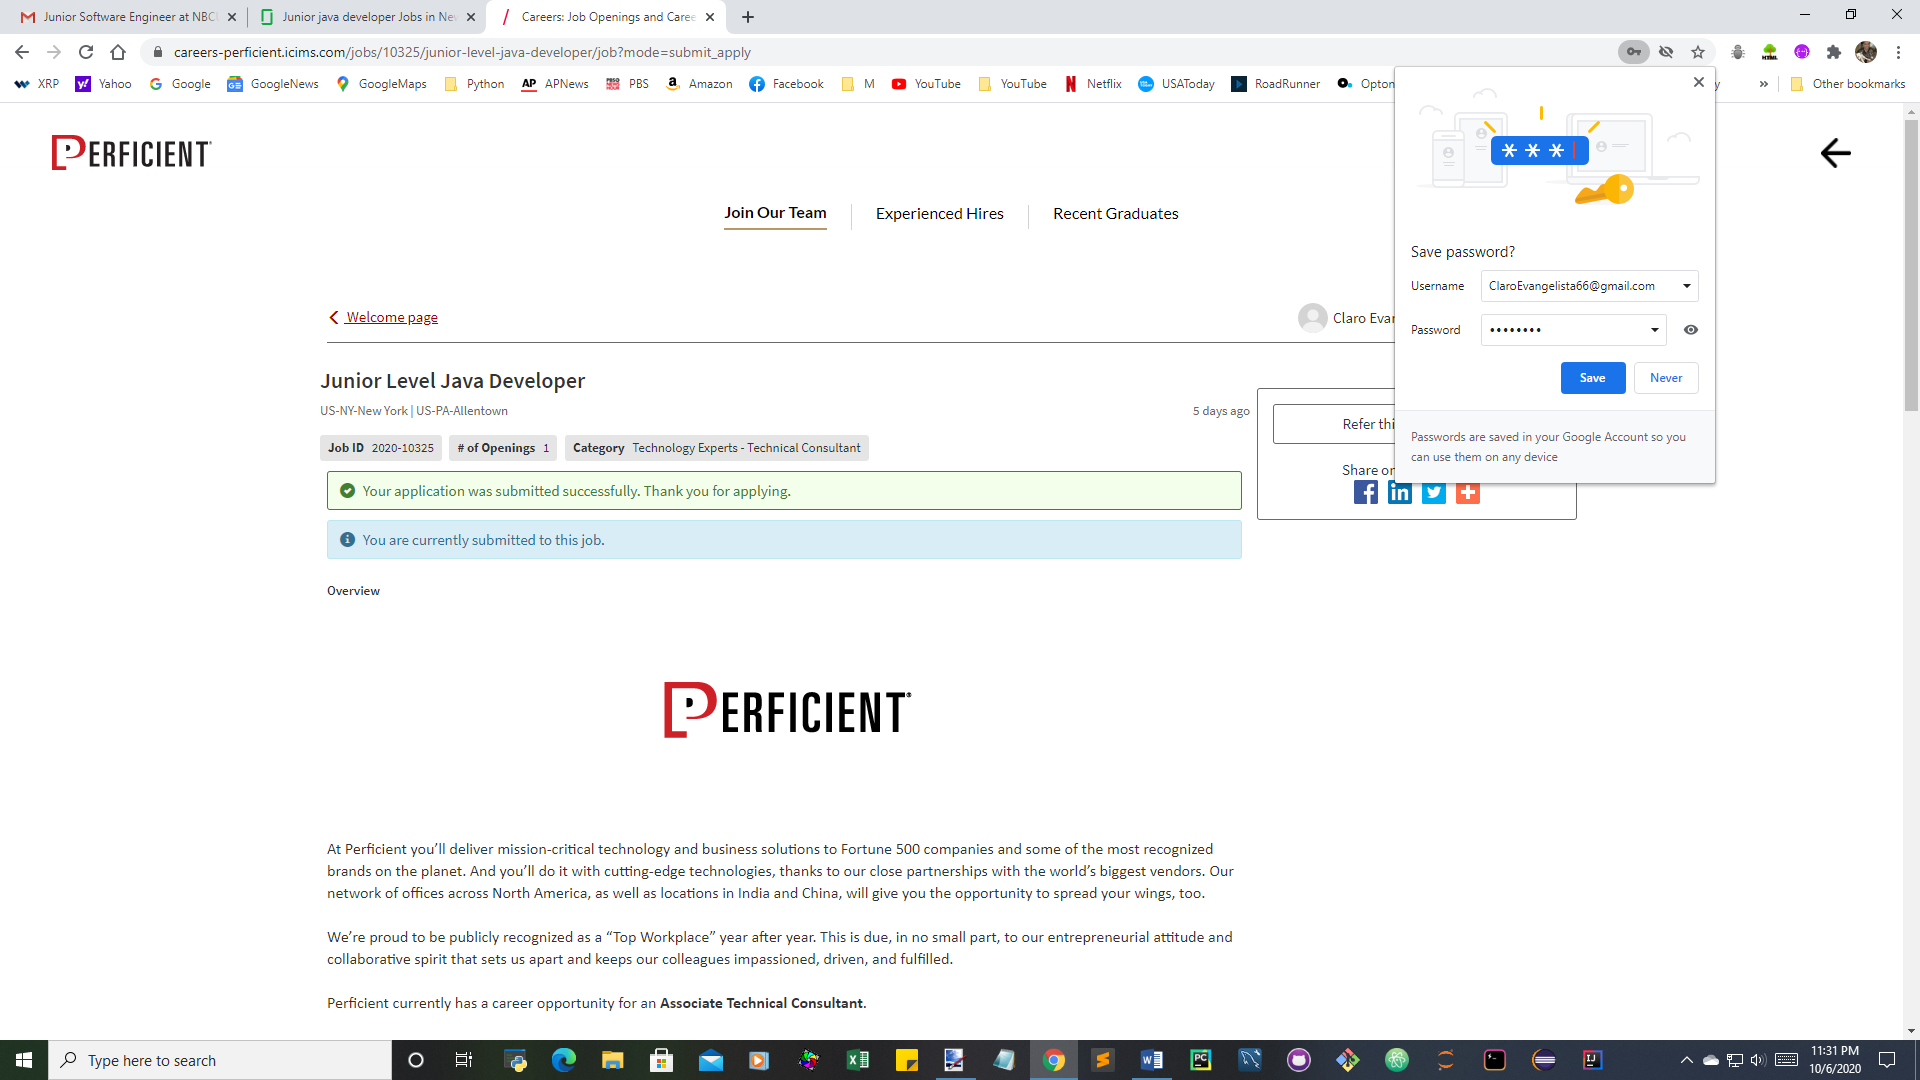 Junior Software Engineer at NBC
Junior java developer Jobs in Ne
Careers: Job Openings and Caree
careers-perficient.icims.com/jobs/10325/junior-level-java-developer/job?mode=submit_apply
XRP Yahoo Google GoogleNews GoogleMaps Python APNews PBS Amazon Facebook M YouTube YouTube Netflix USAToday RoadRunner Opton y » Other bookmarks
PERFICIENT
Join Our Team Experienced Hires Recent Graduates
* * *
Save password?
Username ClaroEvangelista66@gmail.com
Password ••••••••
Save Never
Passwords are saved in your Google Account so you
can use them on any device
Welcome page
Claro Evan
Junior Level Java Developer
US-NY-New York | US-PA-Allentown
5 days ago
Job ID 2020-10325 # of Openings 1 Category Technology Experts - Technical Consultant
Refer thi
Share on
Your application was submitted successfully. Thank you for applying.
You are currently submitted to this job.
Overview
PERFICIENT
At Perficient you’ll deliver mission-critical technology and business solutions to Fortune 500 companies and some of the most recognized
brands on the planet. And you’ll do it with cutting-edge technologies, thanks to our close partnerships with the world’s biggest vendors. Our
network of offices across North America, as well as locations in India and China, will give you the opportunity to spread your wings, too.
We’re proud to be publicly recognized as a “Top Workplace” year after year. This is due, in no small part, to our entrepreneurial attitude and
collaborative spirit that sets us apart and keeps our colleagues impassioned, driven, and fulfilled.
Perficient currently has a career opportunity for an Associate Technical Consultant.
Type here to search
11:31 PM
10/6/2020